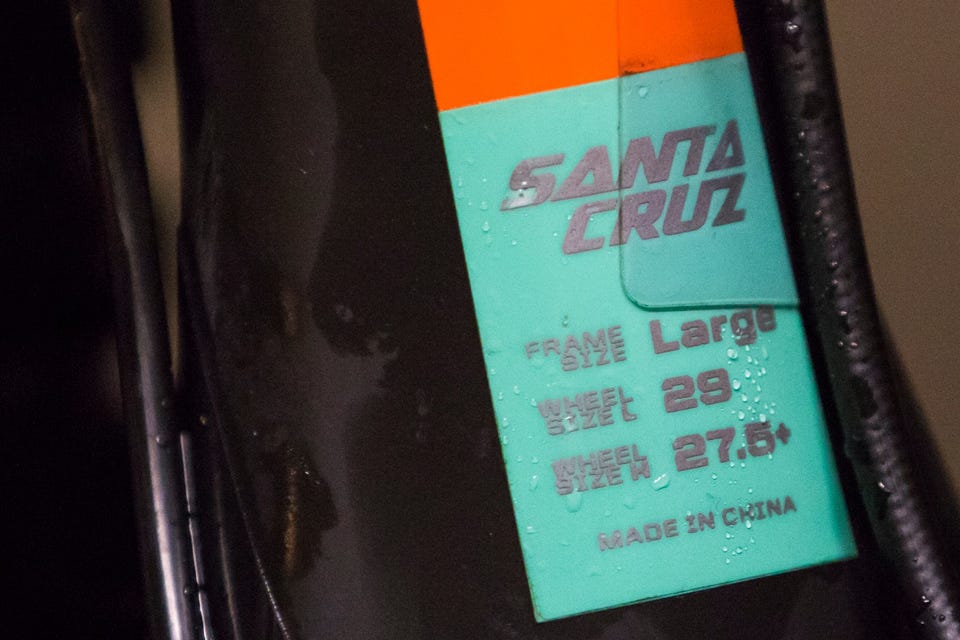 SANTA
CRUZ
FRAME
SIZE
Large
WHEEL
SIZE L
29
WHEEL
SIZE H
27.5+
MADE IN CHINA